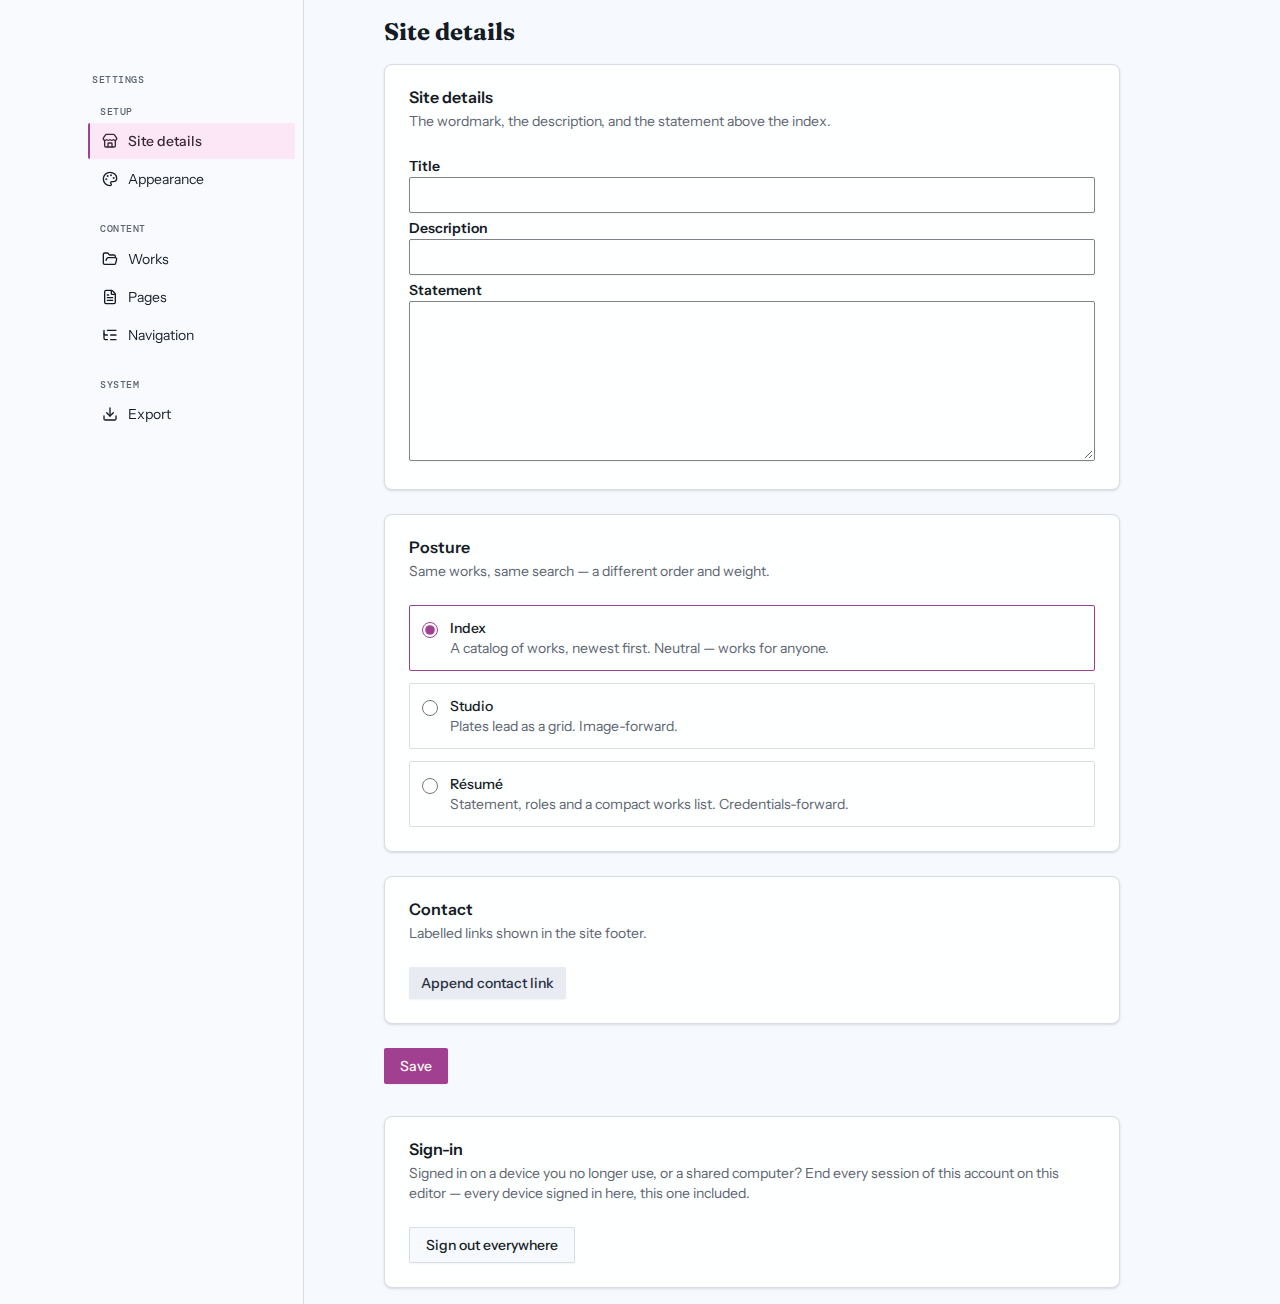 Site details
SETTINGS
SETUP
Site details
Appearance
CONTENT
Works
Pages
Navigation
SYSTEM
Export
Site details
The wordmark, the description, and the statement above the index.
Title
Description
Statement
Posture
Same works, same search — a different order and weight.
Index
A catalog of works, newest first. Neutral — works for anyone.
Studio
Plates lead as a grid. Image-forward.
Résumé
Statement, roles and a compact works list. Credentials-forward.
Contact
Labelled links shown in the site footer.
Append contact link
Save
Sign-in
Signed in on a device you no longer use, or a shared computer? End every session of this account on this
editor — every device signed in here, this one included.
Sign out everywhere